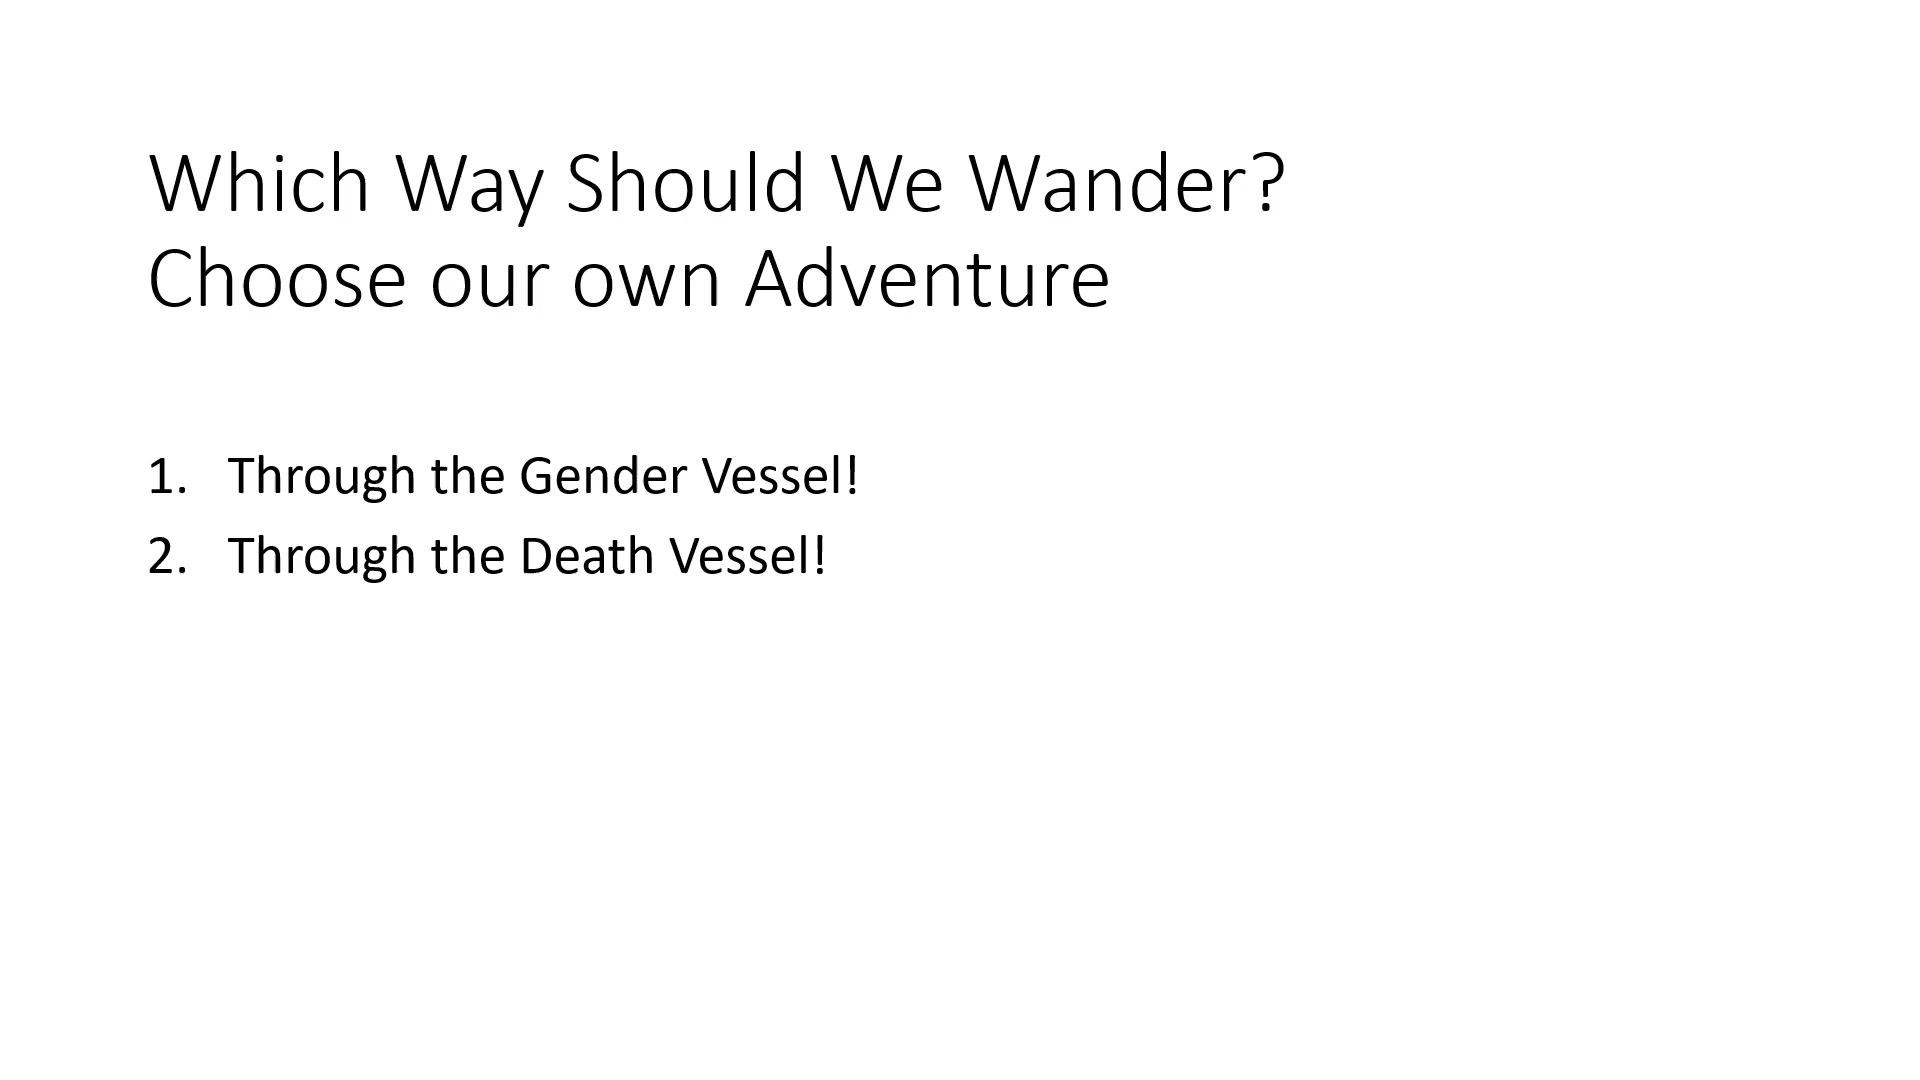 Which Way Should We Wander?
Choose our own Adventure
1. Through the Gender Vessel!
2. Through the Death Vessel!